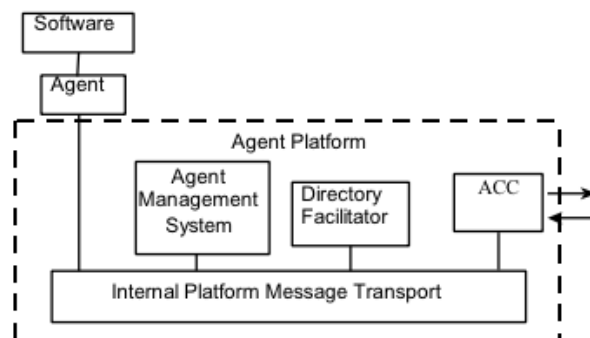 Software
Agent
Agent Platform
Agent
Management
System
Directory
Facilitator
ACC
Internal Platform Message Transport